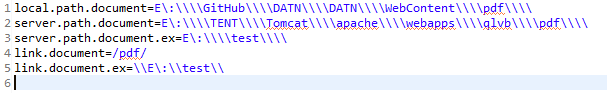 1 local.path.document=E\:\\\\GitHub\\\\DATN\\\\DATN\\\\WebContent\\\\pdf\\\\
2 server.path.document=E\:\\\\TENT\\\\Tomcat\\\\apache\\\\webapps\\\\qlvb\\\\pdf\\\\
3 server.path.document.ex=E\:\\\\test\\\\
4 link.document=/pdf/
5 link.document.ex=\\E\:\\test\\
6